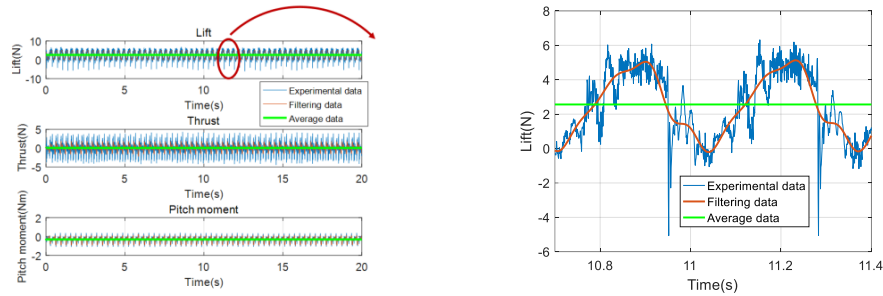 Lift
Lift(N)
10
0
-10
0 5 10 15 20
Time(s)
Experimental data
Filtering data
Average data
Thrust
Thrust(N)
5
0
-5
0 5 10 15 20
Time(s)
Pitch moment
Pitch moment(Nm)
2
0
-2
0 5 10 15 20
Time(s)
8
6
4
2
0
-2
-4
-6
Lift(N)
Experimental data
Filtering data
Average data
10.8 11 11.2 11.4
Time(s)